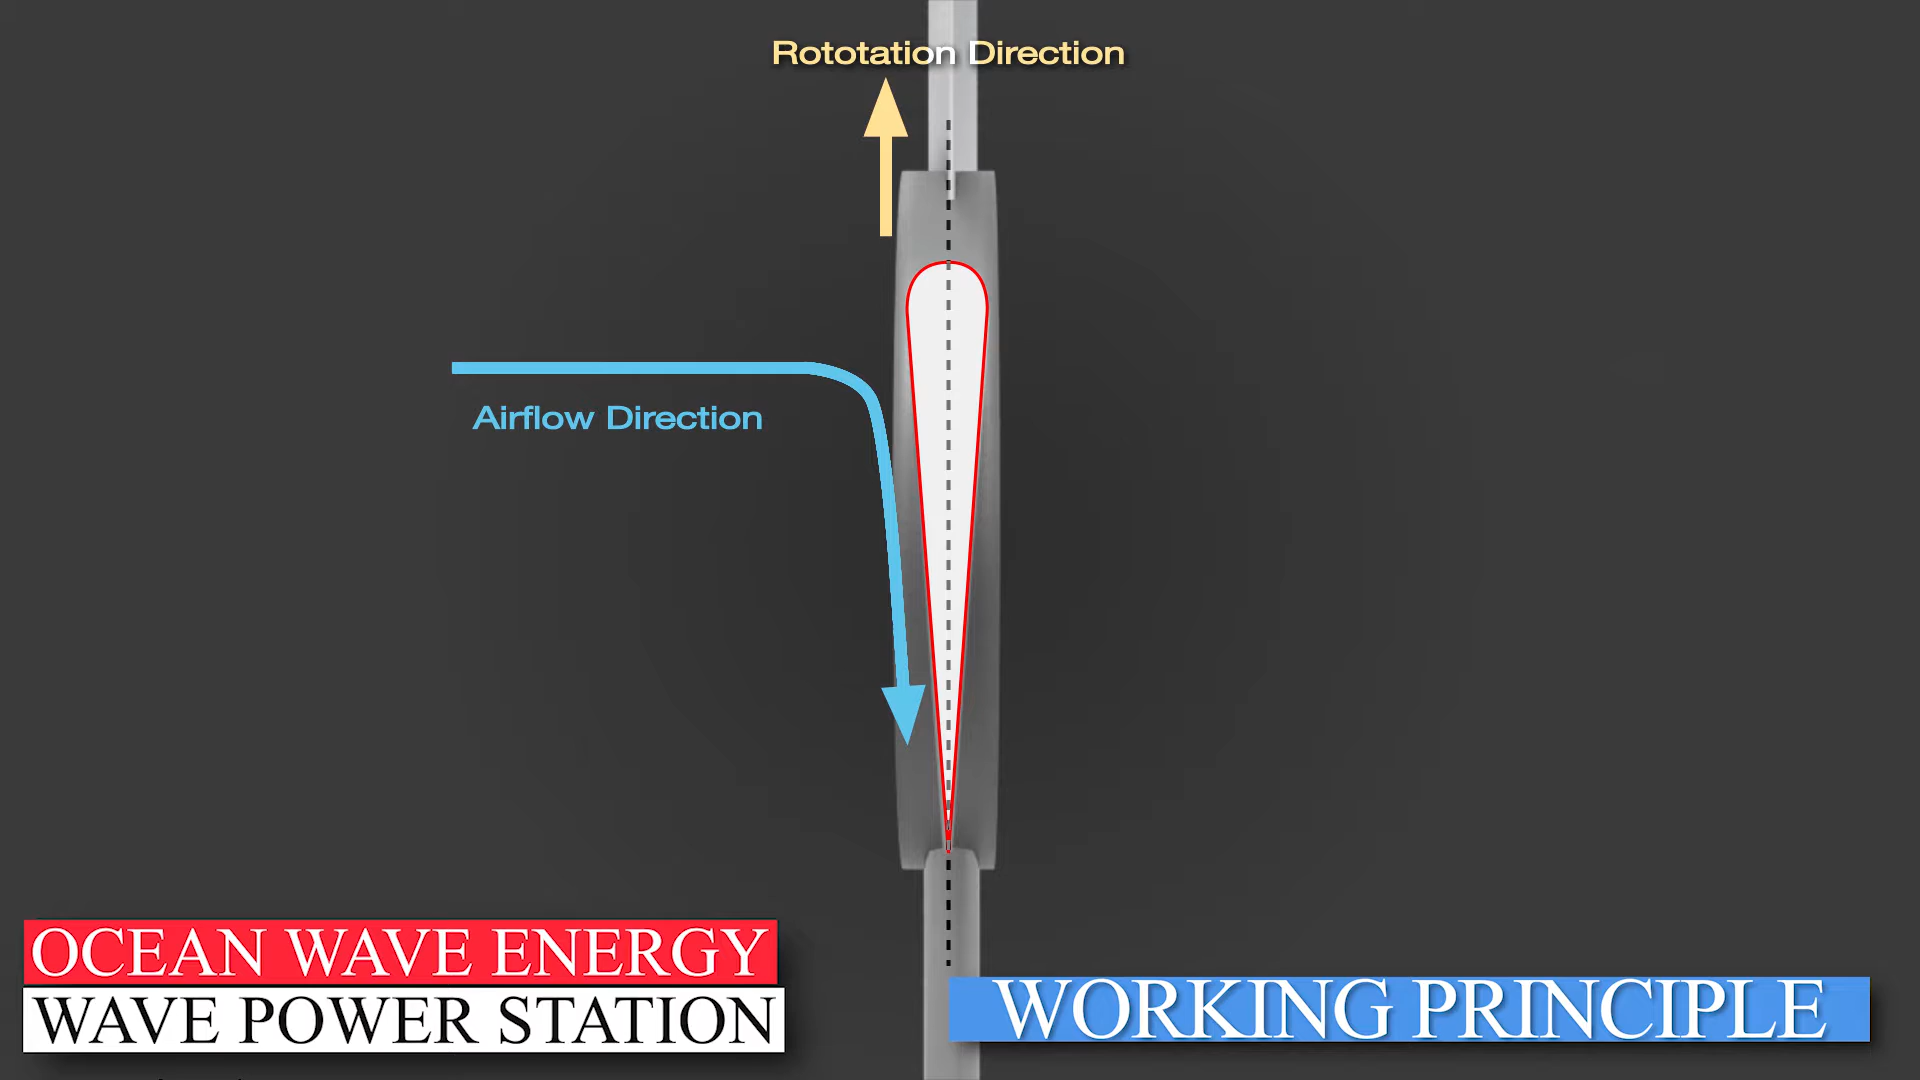 Rototation Direction
Airflow Direction
OCEAN WAVE ENERGY
WAVE POWER STATION
WORKING PRINCIPLE